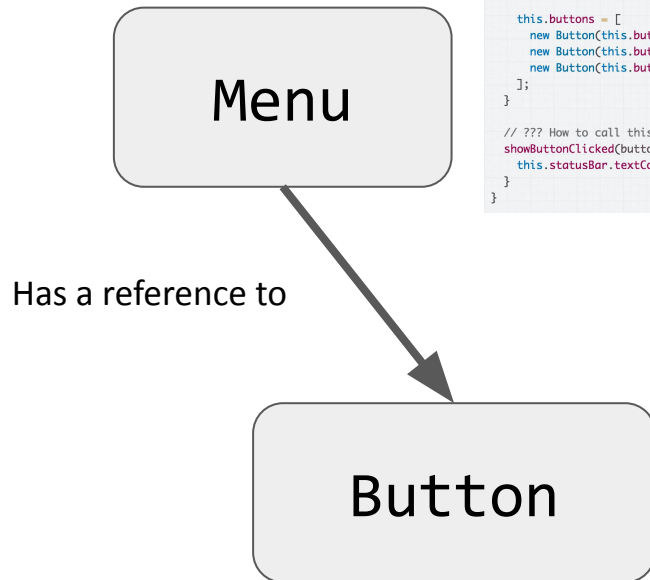 Menu
this.buttons = [
new Button(this.but
new Button(this.but
new Button(this.but
];
}
// ??? How to call this
showButtonClicked(butto
this.statusBar.textCo
}
}
Has a reference to
Button